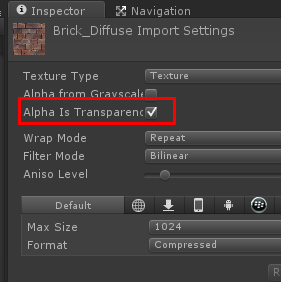 Inspector Navigation
Brick_Diffuse Import Settings
Texture Type Texture
Alpha from Grayscale
Alpha Is Transparenc
Wrap Mode Repeat
Filter Mode Bilinear
Aniso Level
Default
Max Size 1024
Format Compressed
R